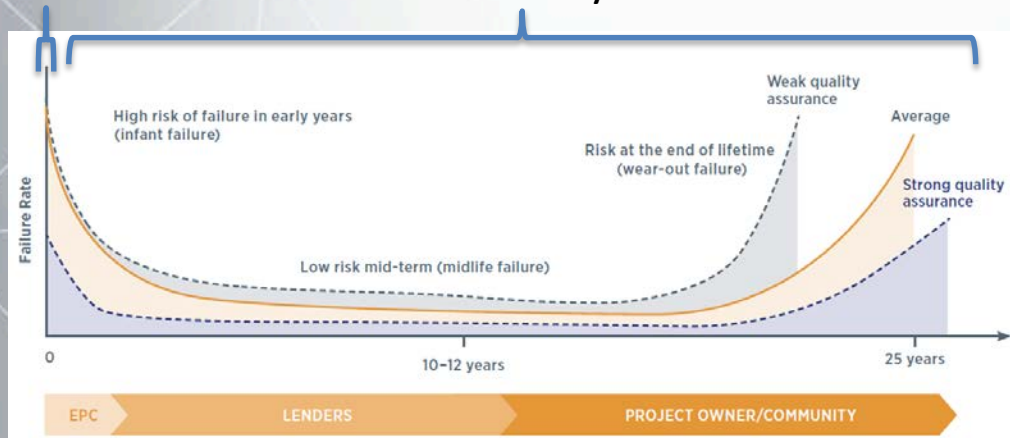 Weak quality
assurance
High risk of failure in early years
(infant failure)
Average
Risk at the end of lifetime
(wear-out failure)
Strong quality
assurance
Failure Rate
Low risk mid-term (midlife failure)
0
10–12 years
25 years
EPC
LENDERS
PROJECT OWNER/COMMUNITY